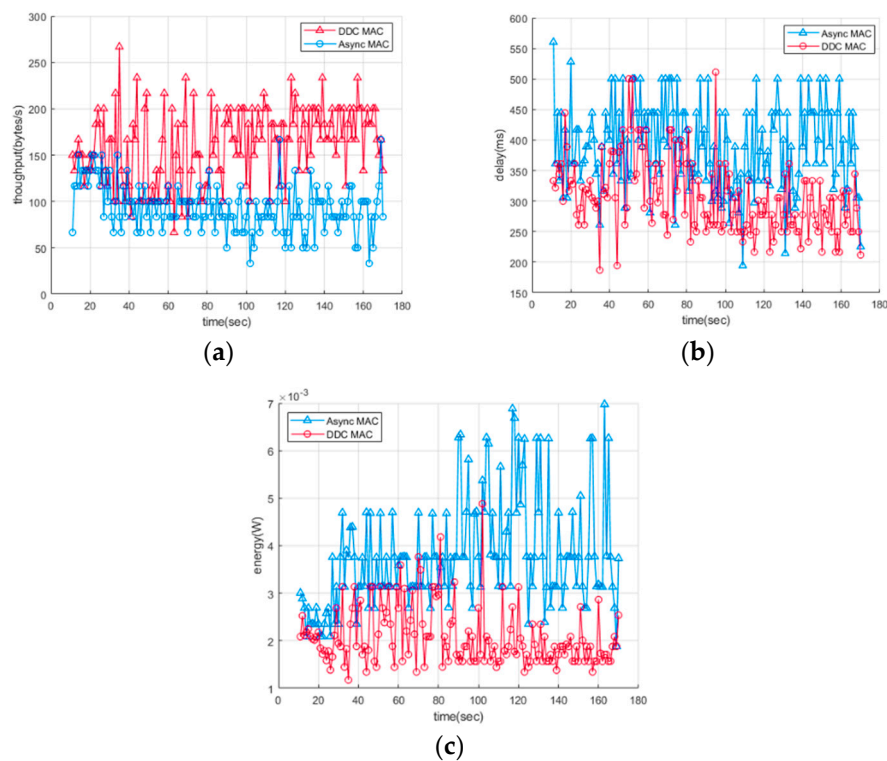 300
250
200
150
100
50
0
thoughput(bytes/s)
DDC MAC
Async MAC
0 20 40 60 80 100 120 140 160 180
time(sec)
(a)
600
550
500
450
400
350
300
250
200
150
delay(ms)
Async MAC
DDC MAC
0 20 40 60 80 100 120 140 160 180
time(sec)
(b)
×10⁻³
7
6
5
4
3
2
1
energy(W)
Async MAC
DDC MAC
0 20 40 60 80 100 120 140 160 180
time(sec)
(c)